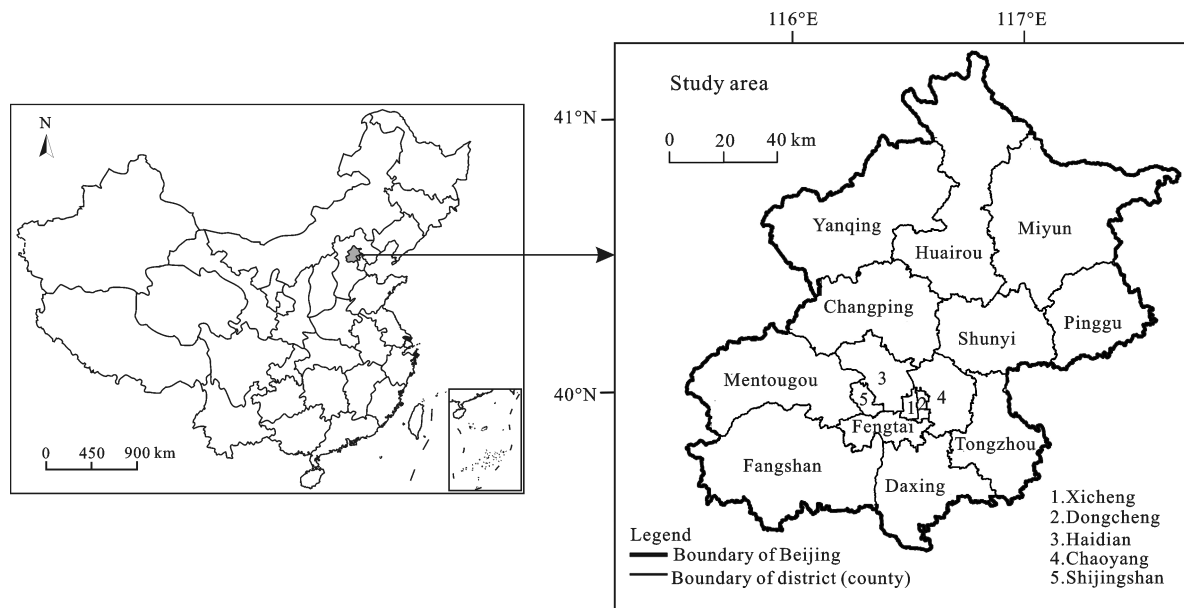 N
0 450 900 km
116°E 117°E
41°N
40°N
Study area
0 20 40 km
Yanqing
Huairou
Miyun
Changping
Shunyi
Pinggu
Mentougou
3
5
1
2
4
Fengtai
Tongzhou
Fangshan
Daxing
Legend
Boundary of Beijing
Boundary of district (county)
1.Xicheng
2.Dongcheng
3.Haidian
4.Chaoyang
5.Shijingshan